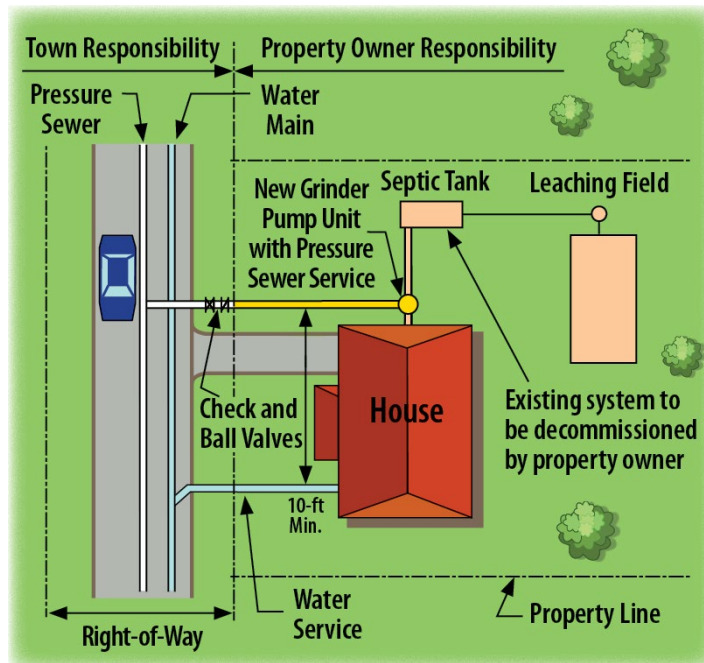 Town Responsibility
Property Owner Responsibility
Pressure
Sewer
Water
Main
New Grinder
Pump Unit
with Pressure
Sewer Service
Septic Tank
Leaching Field
Check and
Ball Valves
House
Existing system to
be decommissioned
by property owner
10-ft
Min.
Water
Service
Right-of-Way
Property Line